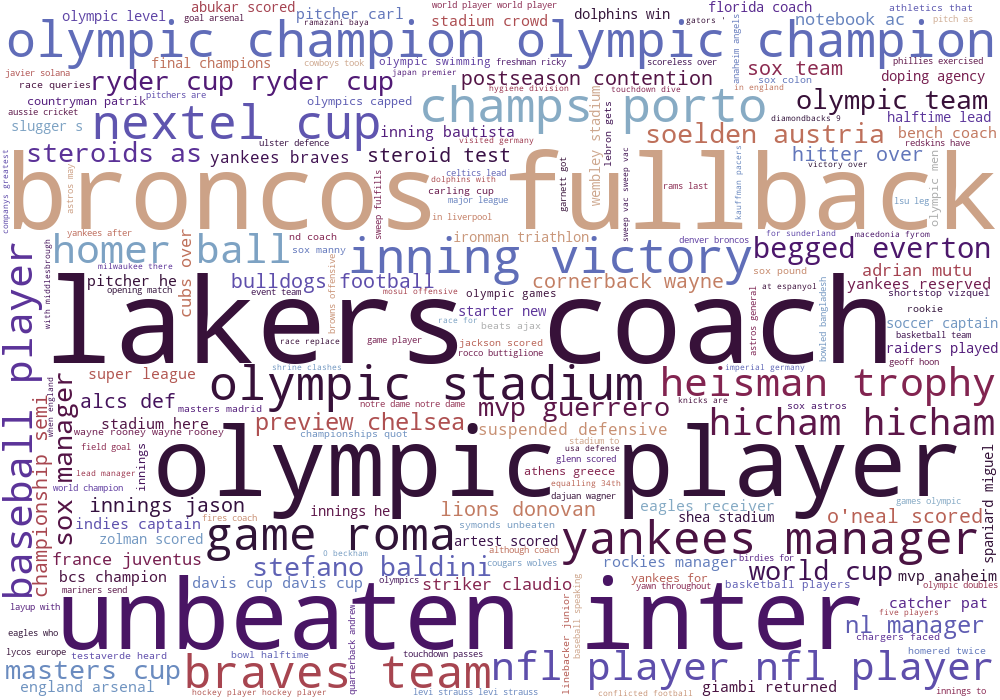 world player world player
olympic level
abukar scored
goal arsenal
pitcher carl
ramazani baya
stadium crowd
dolphins win
gators '
florida coach
notebook ac
athletics that
pitch as
olympic champion olympic champion
anaheim angels
final champions
cowboys took
olympic swimming
freshman ricky
scoreless over
phillies exercised
javier solana
race queries
ryder cup ryder cup
japan premier
hygiene division
touchdown dive
postseason contention
sox team
sox colon
doping agency
in england
pitchers are
countryman patrik
slugger s
olympics capped
nextel cup
aussie cricket
champs porto
olympic team
diamondbacks 9
halftime lead
inning bautista
visited germany
lebron gets
wembley stadium
soelden austria
bench coach
redskins have
ulster defence
steroids as
yankees braves
steroid test
celtics lead
hitter over
victory over
olympic men
companys greatest
astros may
broncos fullback
sweep fulfills
dolphins with
carling cup
major league
in liverpool
garnett got
sweep vac sweep vac
rams last
kauffman pacers
lsu leg
yankees after
nd coach
sox manny
ironman triathlon
denver broncos
for sunderland
macedonia fyrom
homer ball
inning victory
begged everton
baseball player
with middlesbrough
milwaukee there
pitcher he
opening match
cubs over
bulldogs football
event team
browns offensive
mosul offensive
olympic games
cornerback wayne
starter new
sox pound
at espanyol
adrian mutu
yankees reserved
shortstop vizquel
rookie
lakers coach
race for
beats ajax
race replace
game player
jackson scored
rocco buttiglione
astros general
bowled bangladesh
soccer captain
basketball team
raiders played
geoff hoon
shrine clashes
imperial germany
super league
olympic stadium
heisman trophy
championship semi
when england
sox manager
alcs def
masters madrid
notre dame notre dame
mvp guerrero
knicks are
sox astros
stadium here
wayne rooney wayne rooney
preview chelsea
suspended defensive
hicham hicham
championships quot
field goal
stadium to
usa defense
glenn scored
lead manager
innings
world champion
olympic player
athens greece
equalling 34th
dajuan wagner
spaniard miguel
innings jason
innings he
lions donovan
eagles receiver
games olympic
indies captain
fires coach
zolman scored
symonds unbeaten
shea stadium
o'neal scored
game roma
artest scored
although coach
yankees manager
france juventus
0 beckham
cougars wolves
birdies for
stefano baldini
rockies manager
world cup
bcs champion
mariners send
davis cup davis cup
olympics
striker claudio
yankees for
yawn throughout
basketball players
mvp anaheim
olympic doubles
layup with
unbeaten inter
linebacker junior
baseball speaking
quarterback andrew
catcher pat
five players
nl manager
eagles who
chargers faced
lycos europe
testaverde heard
bowl halftime
touchdown passes
homered twice
masters cup
braves team
nfl player nfl player
england arsenal
hockey player hockey player
levi strauss levi strauss
conflicted football
giambi returned
innings to